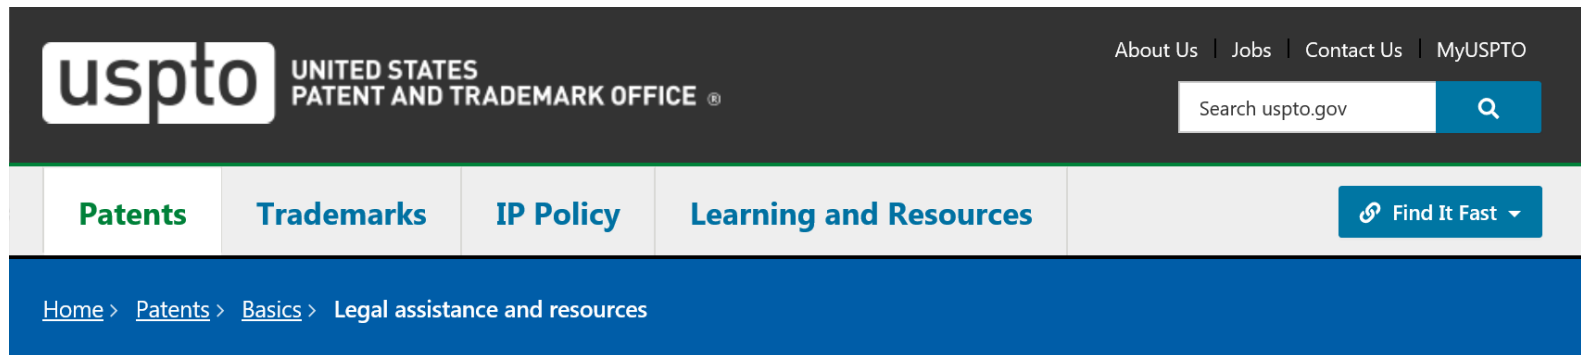 About Us | Jobs | Contact Us | MyUSPTO
uspto UNITED STATES
PATENT AND TRADEMARK OFFICE ®
Search uspto.gov
Patents Trademarks IP Policy Learning and Resources Find It Fast
Home > Patents > Basics > Legal assistance and resources